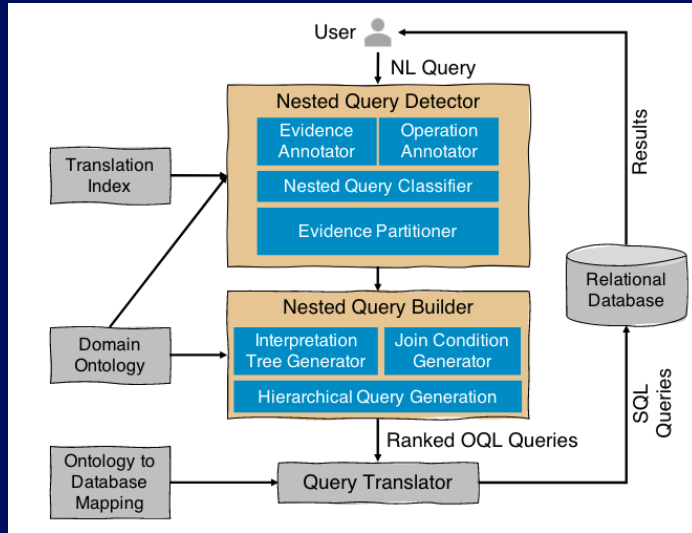 User
NL Query
Nested Query Detector
Evidence
Annotator
Operation
Annotator
Nested Query Classifier
Evidence Partitioner
Translation
Index
Results
Relational
Database
Nested Query Builder
Interpretation
Tree Generator
Join Condition
Generator
Hierarchical Query Generation
Domain
Ontology
SQL
Queries
Ranked OQL Queries
Ontology to
Database
Mapping
Query Translator